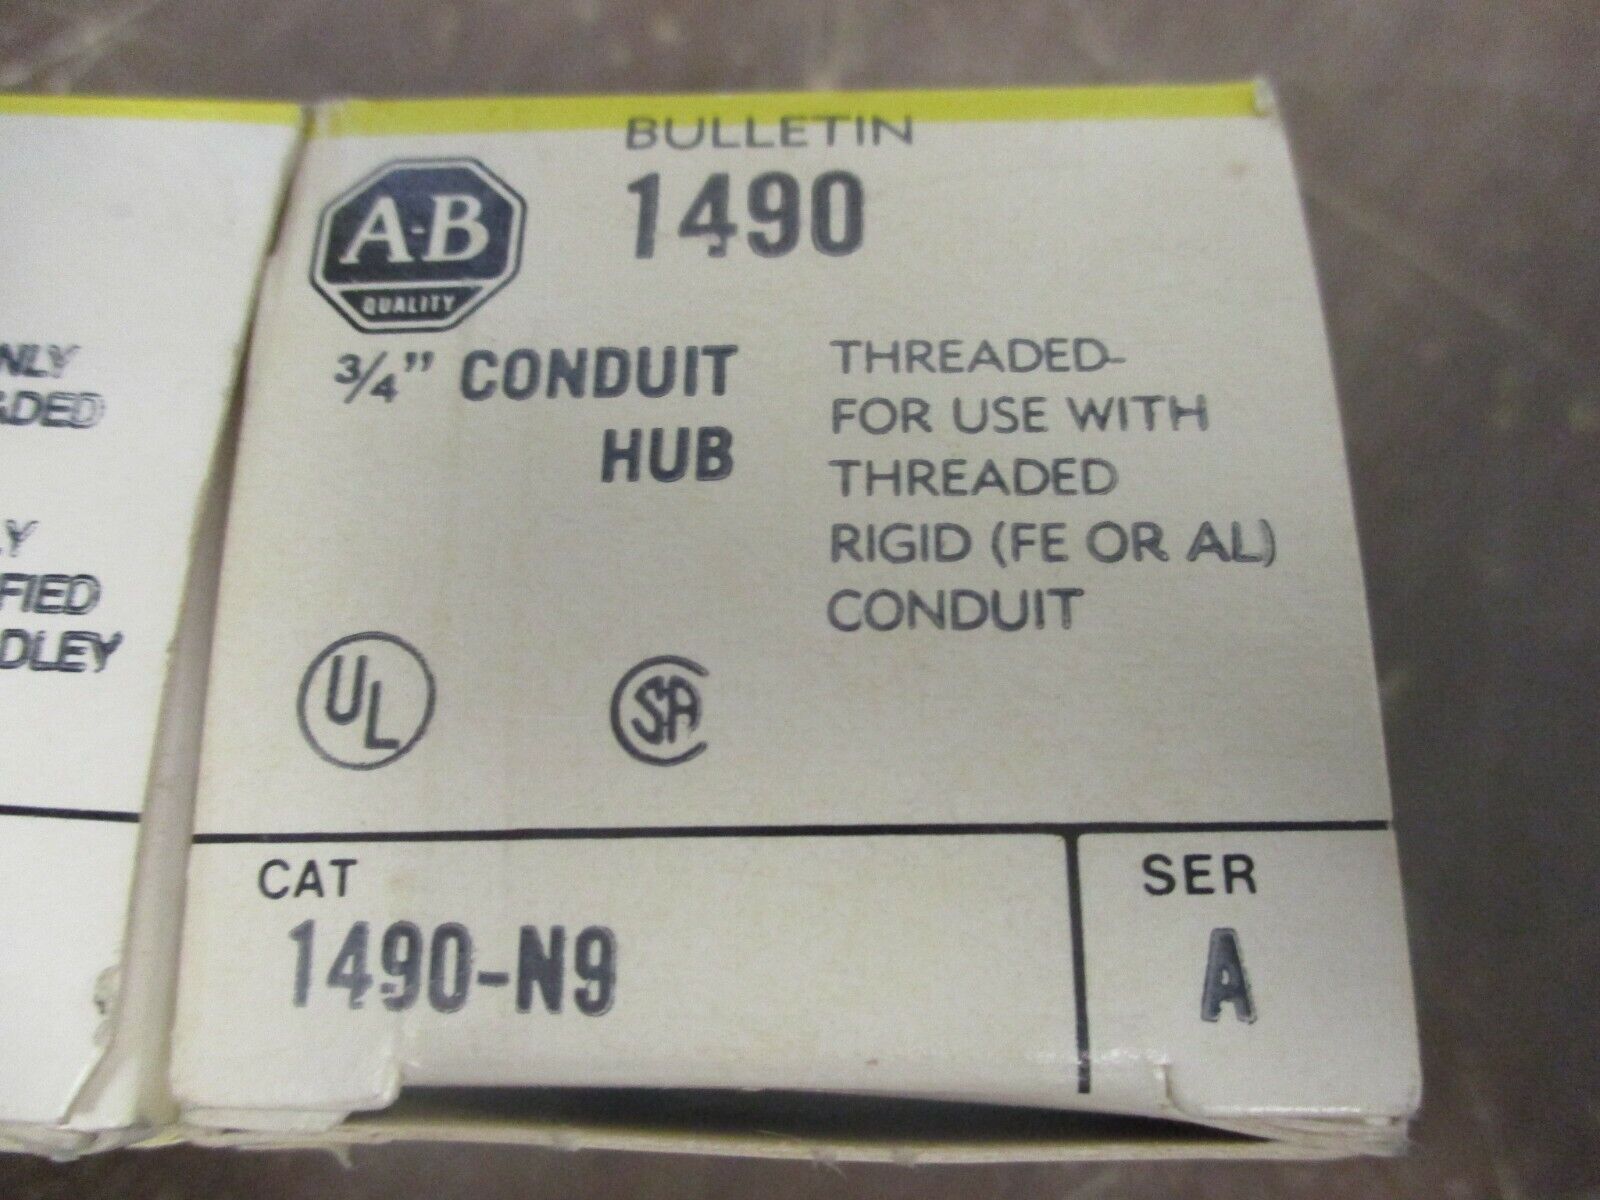 BULLETIN
1490
A-B
QUALITY
3/4" CONDUIT
HUB
THREADED-
FOR USE WITH
THREADED
RIGID (FE OR AL)
CONDUIT
UL
CSA
CAT
1490-N9
SER
A